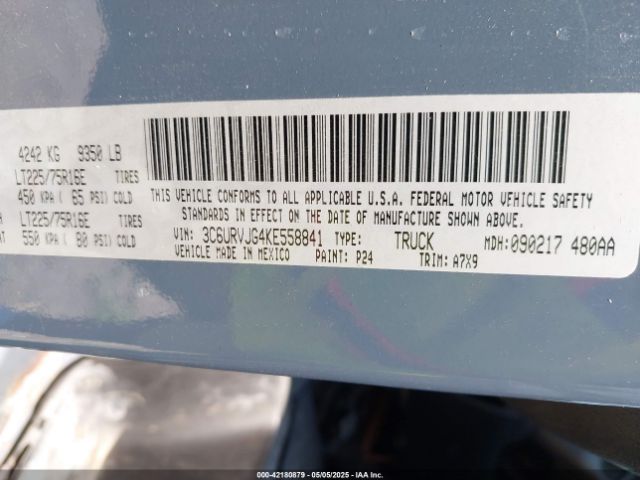 4242 KG 9350 LB
LT225/75R16E TIRES
450 KPA ( 65 PSI) COLD
LT225/75R16E TIRES
550 KPA ( 80 PSI) COLD
THIS VEHICLE CONFORMS TO ALL APPLICABLE U.S.A. FEDERAL MOTOR VEHICLE SAFETY
STANDARDS IN EFFECT ON THE DATE OF MANUFACTURE SHOWN ABOVE.
VIN: 3C6URVJG4KE558841 TYPE: TRUCK MDH: 090217 480AA
VEHICLE MADE IN MEXICO PAINT: P24 TRIM: A7X9
000-42180879 - 05/05/2025 - IAAC Inc.